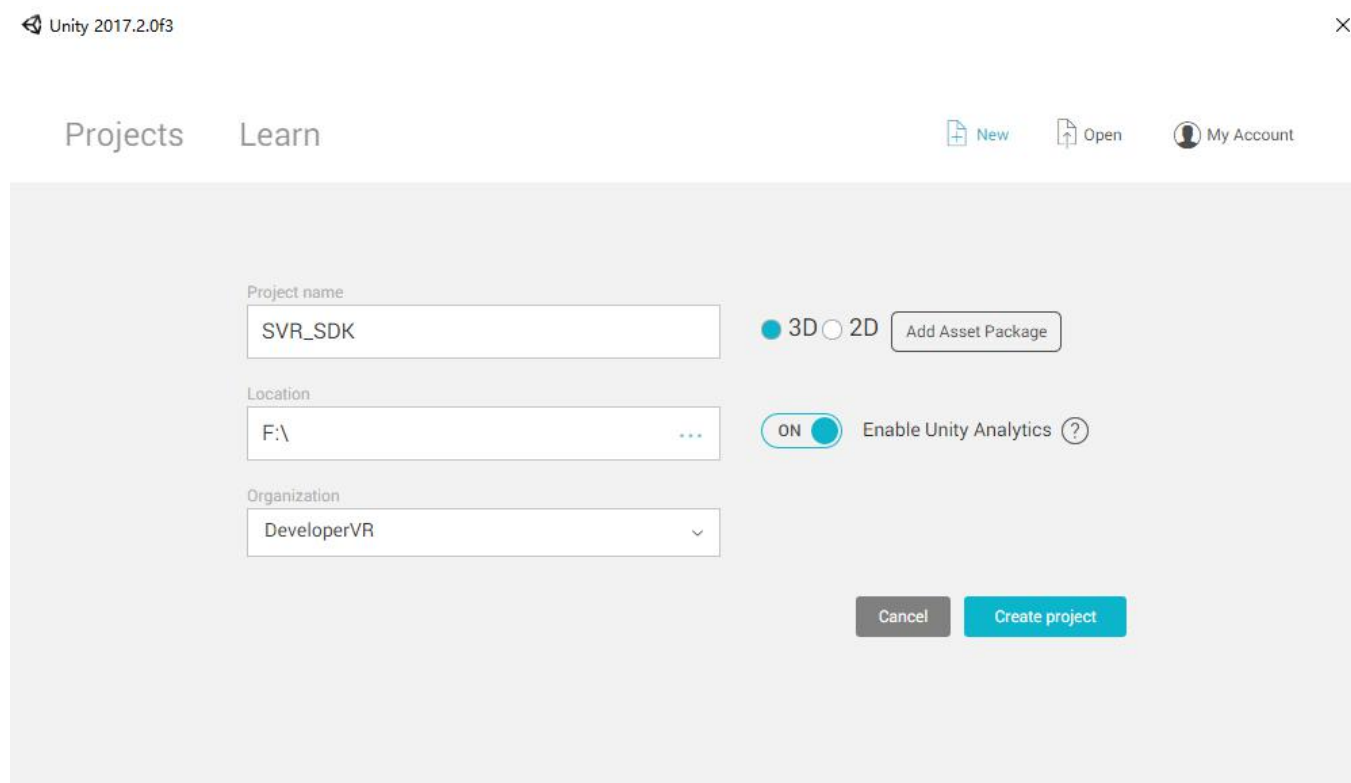 Unity 2017.2.0f3
Projects Learn New Open My Account
Project name
SVR_SDK
3D 2D Add Asset Package
Location
F:\ ...
ON Enable Unity Analytics ?
Organization
DeveloperVR
Cancel Create project